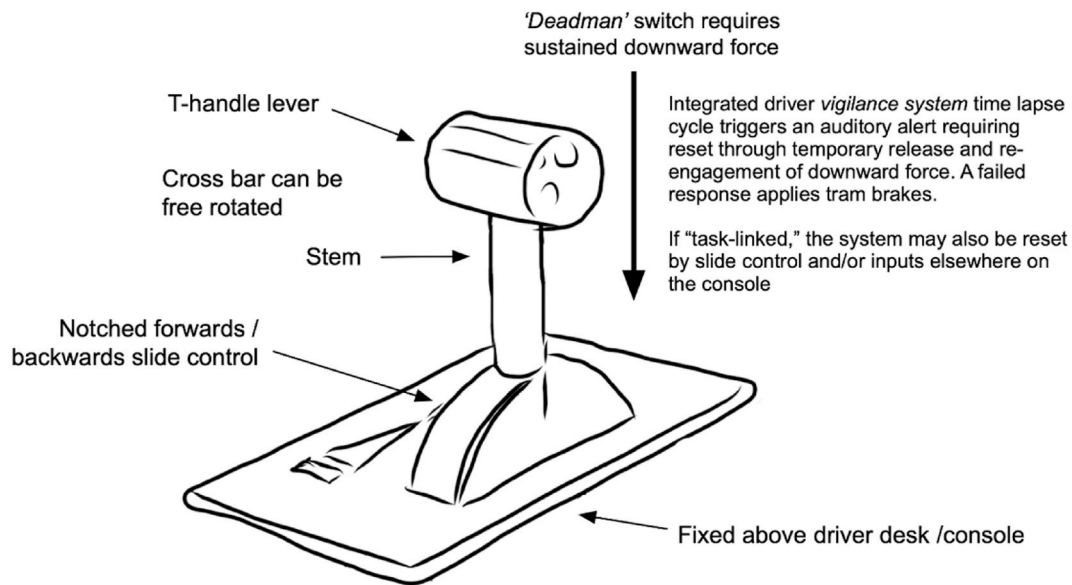 'Deadman' switch requires
sustained downward force
T-handle lever
Integrated driver vigilance system time lapse
cycle triggers an auditory alert requiring
reset through temporary release and re-
engagement of downward force. A failed
response applies tram brakes.
Cross bar can be
free rotated
If “task-linked,” the system may also be reset
by slide control and/or inputs elsewhere on
the console
Stem
Notched forwards /
backwards slide control
Fixed above driver desk /console